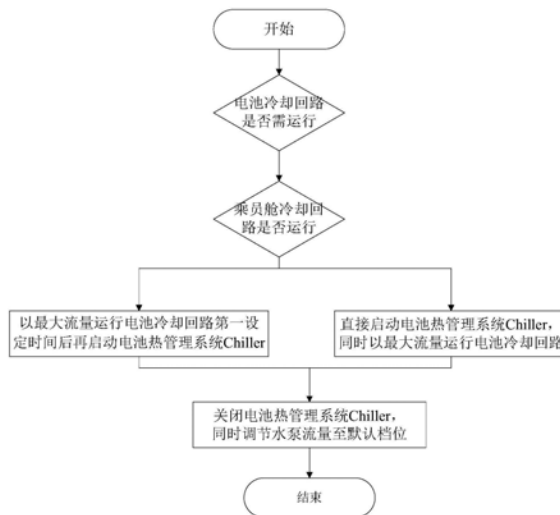 开始
电池冷却回路
是否需运行
乘员舱冷却回
路是否运行
以最大流量运行电池冷却回路第一设
定时间后再启动电池热管理系统Chiller
直接启动电池热管理系统Chiller,
同时以最大流量运行电池冷却回路
关闭电池热管理系统Chiller,
同时调节水泵流量至默认档位
结束